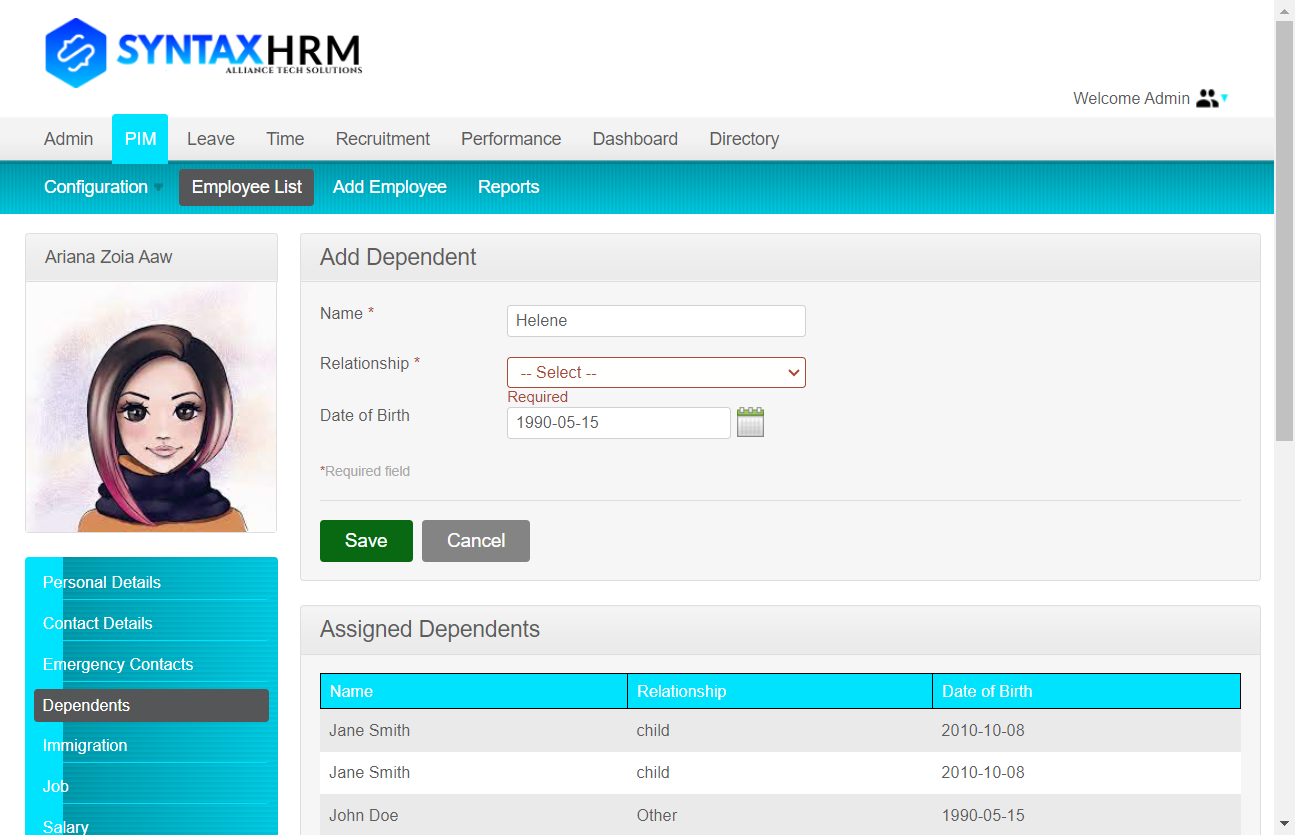 SYNTAXHRM
ALLIANCE TECH SOLUTIONS
Welcome Admin
Admin PIM Leave Time Recruitment Performance Dashboard Directory
Configuration Employee List Add Employee Reports
Ariana Zoia Aaw
Personal Details
Contact Details
Emergency Contacts
Dependents
Immigration
Job
Salary
Add Dependent
Name * Helene
Relationship * -- Select --
Required
Date of Birth 1990-05-15
*Required field
Save Cancel
Assigned Dependents
Name Relationship Date of Birth
Jane Smith child 2010-10-08
Jane Smith child 2010-10-08
John Doe Other 1990-05-15